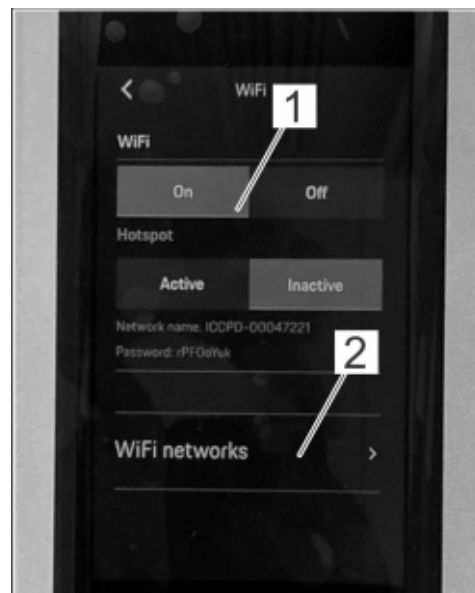 WiFi
1
WiFi
On Off
Hotspot
Active Inactive
Network name: ICCPD-00047221
Password: rPFOoYuk
2
WiFi networks